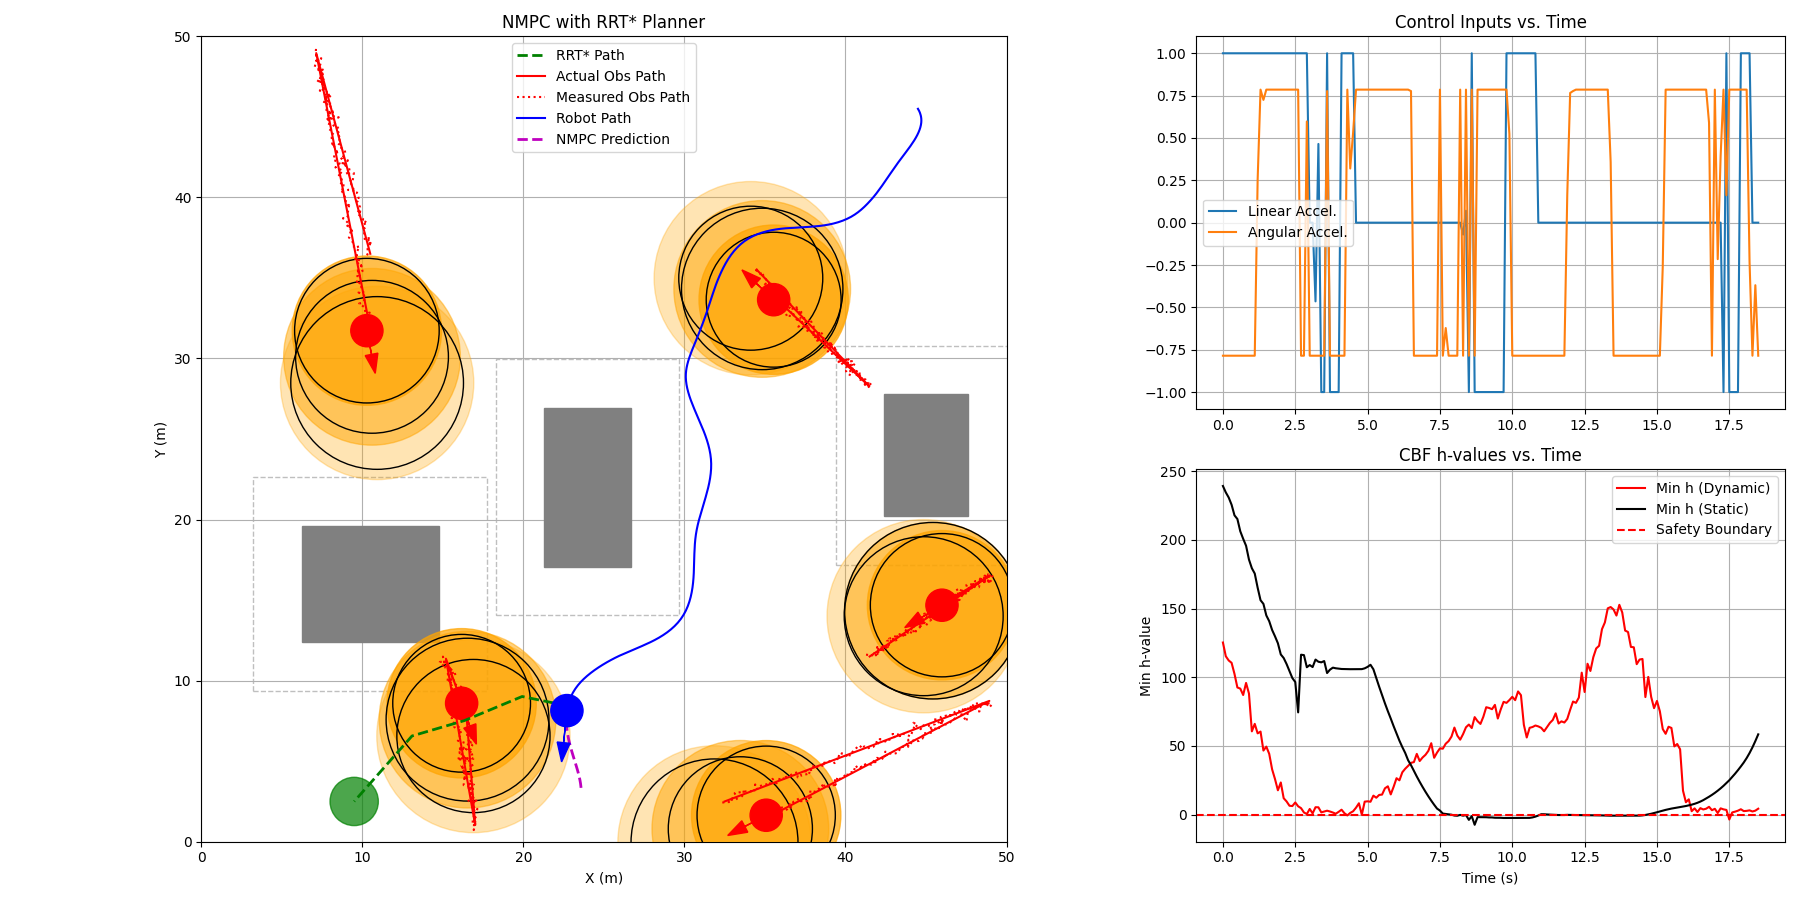 NMPC with RRT* Planner
50
40
30
20
10
0
Y (m)
RRT* Path
Actual Obs Path
Measured Obs Path
Robot Path
NMPC Prediction
0
10
20
30
40
50
X (m)
Control Inputs vs. Time
1.00
0.75
0.50
0.25
0.00
−0.25
−0.50
−0.75
−1.00
Linear Accel.
Angular Accel.
0.0
2.5
5.0
7.5
10.0
12.5
15.0
17.5
CBF h-values vs. Time
250
200
150
100
50
0
Min h-value
Min h (Dynamic)
Min h (Static)
Safety Boundary
0.0
2.5
5.0
7.5
10.0
12.5
15.0
17.5
Time (s)